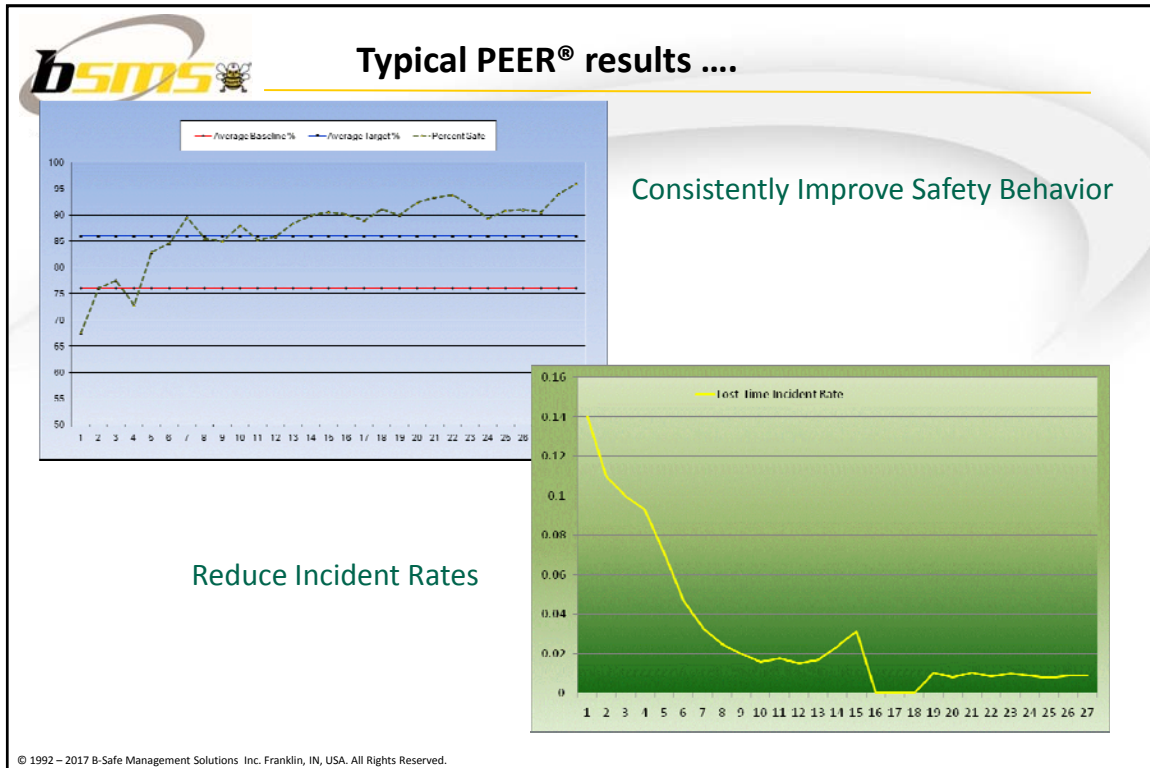 bsms
Typical PEER® results ....
Average Baseline % Average Target % Percent Safe
100
95
90
85
80
75
70
65
60
55
50
1 2 3 4 5 6 7 8 9 10 11 12 13 14 15 16 17 18 19 20 21 22 23 24 25 26
Consistently Improve Safety Behavior
Lost Time Incident Rate
0.16
0.14
0.12
0.1
0.08
0.06
0.04
0.02
0
1 2 3 4 5 6 7 8 9 10 11 12 13 14 15 16 17 18 19 20 21 22 23 24 25 26 27
Reduce Incident Rates
© 1992 – 2017 B-Safe Management Solutions Inc. Franklin, IN, USA. All Rights Reserved.